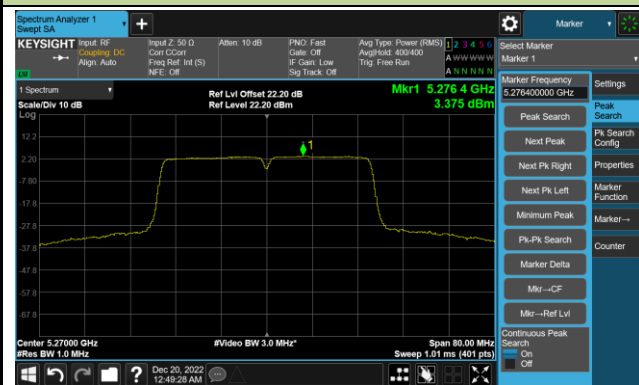 Spectrum Analyzer 1
Swept SA
Marker
KEYSIGHT
Input: RF
Coupling: DC
Align: Auto
Input Z: 50 Ω
Corr CCorr
Freq Ref: Int (S)
NFE: Off
Atten: 10 dB
PNO: Fast
Gate: Off
IF Gain: Low
Sig Track: Off
Avg Type: Power (RMS)
Avg|Hold: 400/400
Trig: Free Run
1 2 3 4 5 6
A W W W W W
A N N N N N
Select Marker
Marker 1
1 Spectrum
Scale/Div 10 dB
Log
Ref Lvl Offset 22.20 dB
Ref Level 22.20 dBm
Mkr1 5.276 4 GHz
3.375 dBm
1
12.2
2.20
-7.80
-17.8
-27.8
-37.8
-47.8
-57.8
-67.8
Center 5.27000 GHz
#Res BW 1.0 MHz
#Video BW 3.0 MHz*
Span 80.00 MHz
Sweep 1.01 ms (401 pts)
Dec 20, 2022
12:49:28 AM
Marker Frequency
5.276400000 GHz
Peak Search
Next Peak
Next Pk Right
Next Pk Left
Minimum Peak
Pk-Pk Search
Marker Delta
Mkr→CF
Mkr→Ref Lvl
Continuous Peak
Search
On
Off
Settings
Peak
Search
Pk Search
Config
Properties
Marker
Function
Marker→
Counter